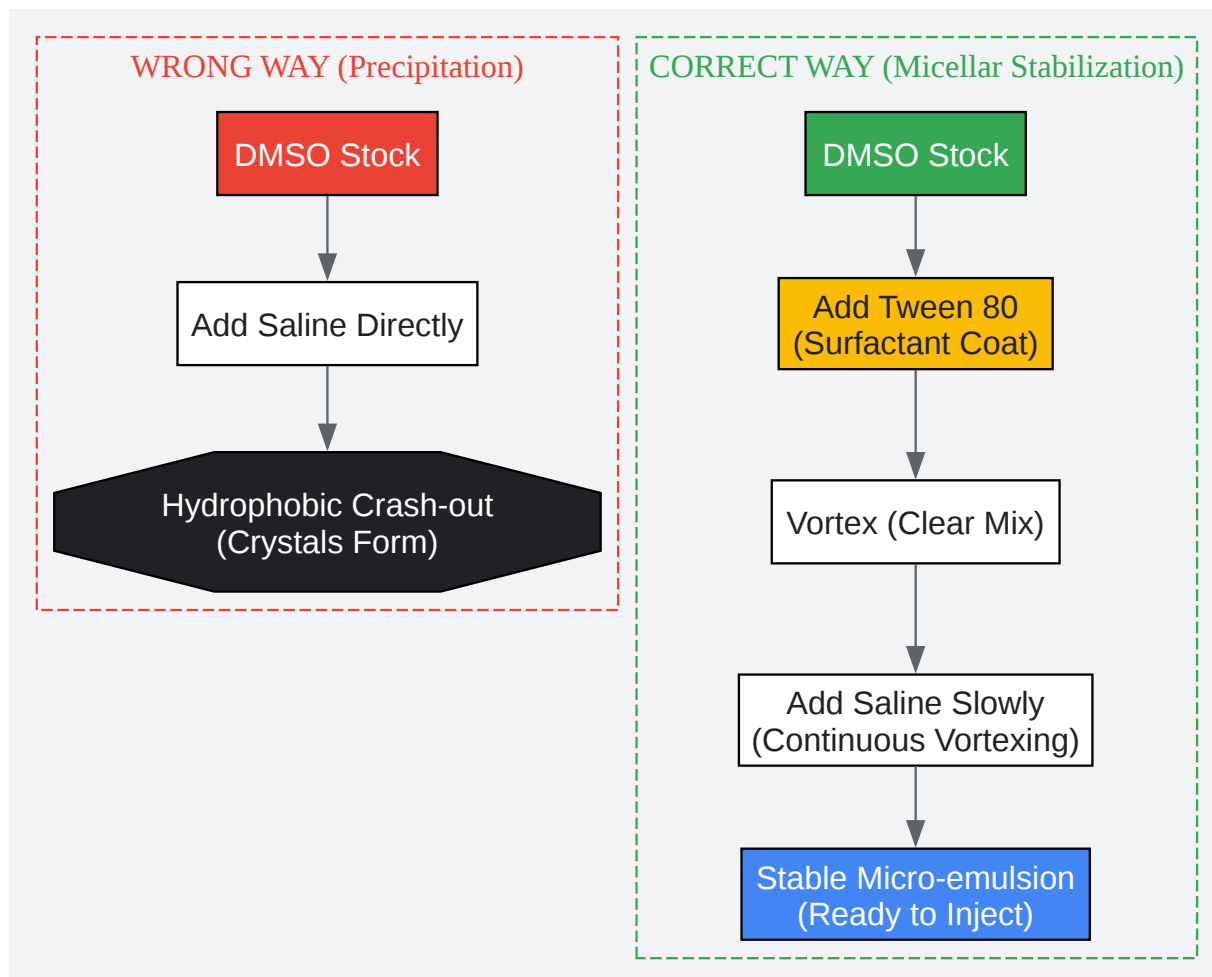 WRONG WAY (Precipitation)
DMSO Stock
Add Saline Directly
Hydrophobic Crash-out
(Crystals Form)
CORRECT WAY (Micellar Stabilization)
DMSO Stock
Add Tween 80
(Surfactant Coat)
Vortex (Clear Mix)
Add Saline Slowly
(Continuous Vortexing)
Stable Micro-emulsion
(Ready to Inject)